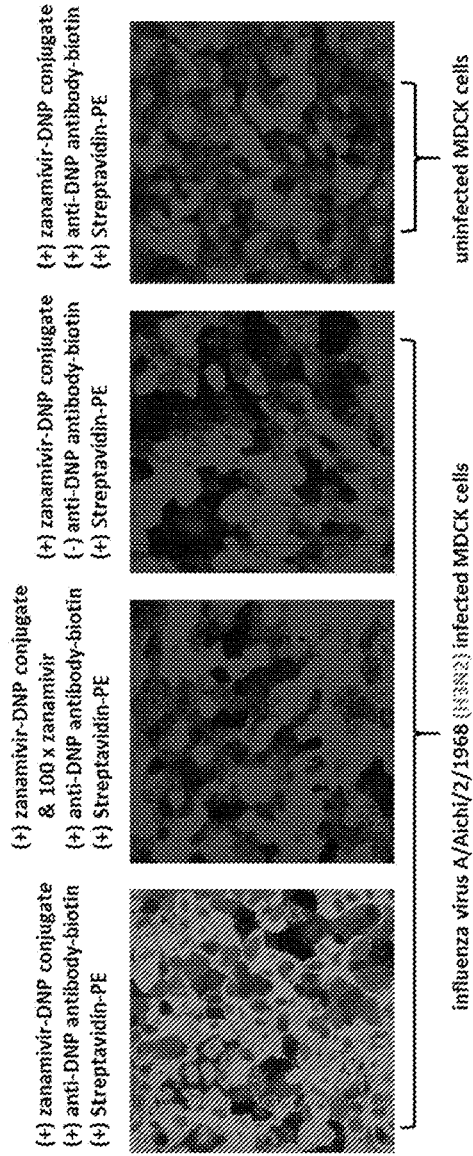 (+) zanamivir-DNP conjugate
(+) anti-DNP antibody-biotin
(+) Streptavidin-PE
(+) zanamivir-DNP conjugate
& 100 x zanamivir
(+) anti-DNP antibody-biotin
(+) Streptavidin-PE
(+) zanamivir-DNP conjugate
(-) anti-DNP antibody-biotin
(+) Streptavidin-PE
(+) zanamivir-DNP conjugate
(+) anti-DNP antibody-biotin
(+) Streptavidin-PE
influenza virus A/Aichi/2/1968 (H3N2) infected MDCK cells
uninfected MDCK cells